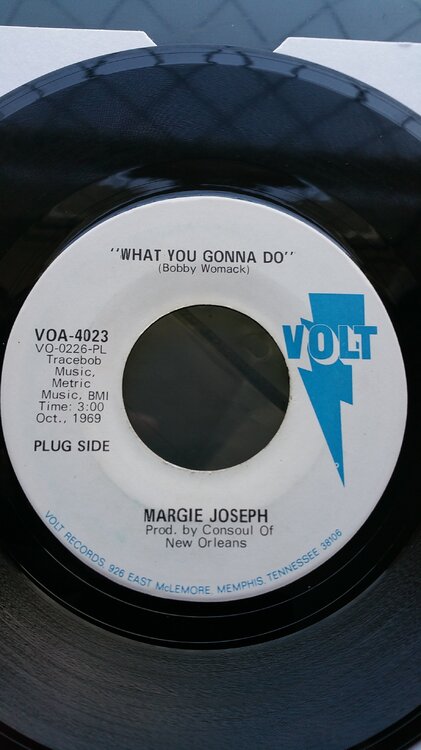 "WHAT YOU GONNA DO"
(Bobby Womack)
VOA-4023
VO-0226-PL
Tracebob
Music,
Metric
Music, BMI
Time: 3:00
Oct., 1969
PLUG SIDE
VOLT
MARGIE JOSEPH
Prod. by Consoul Of
New Orleans
VOLT RECORDS, 926 EAST McLEMORE, MEMPHIS, TENNESSEE 38106